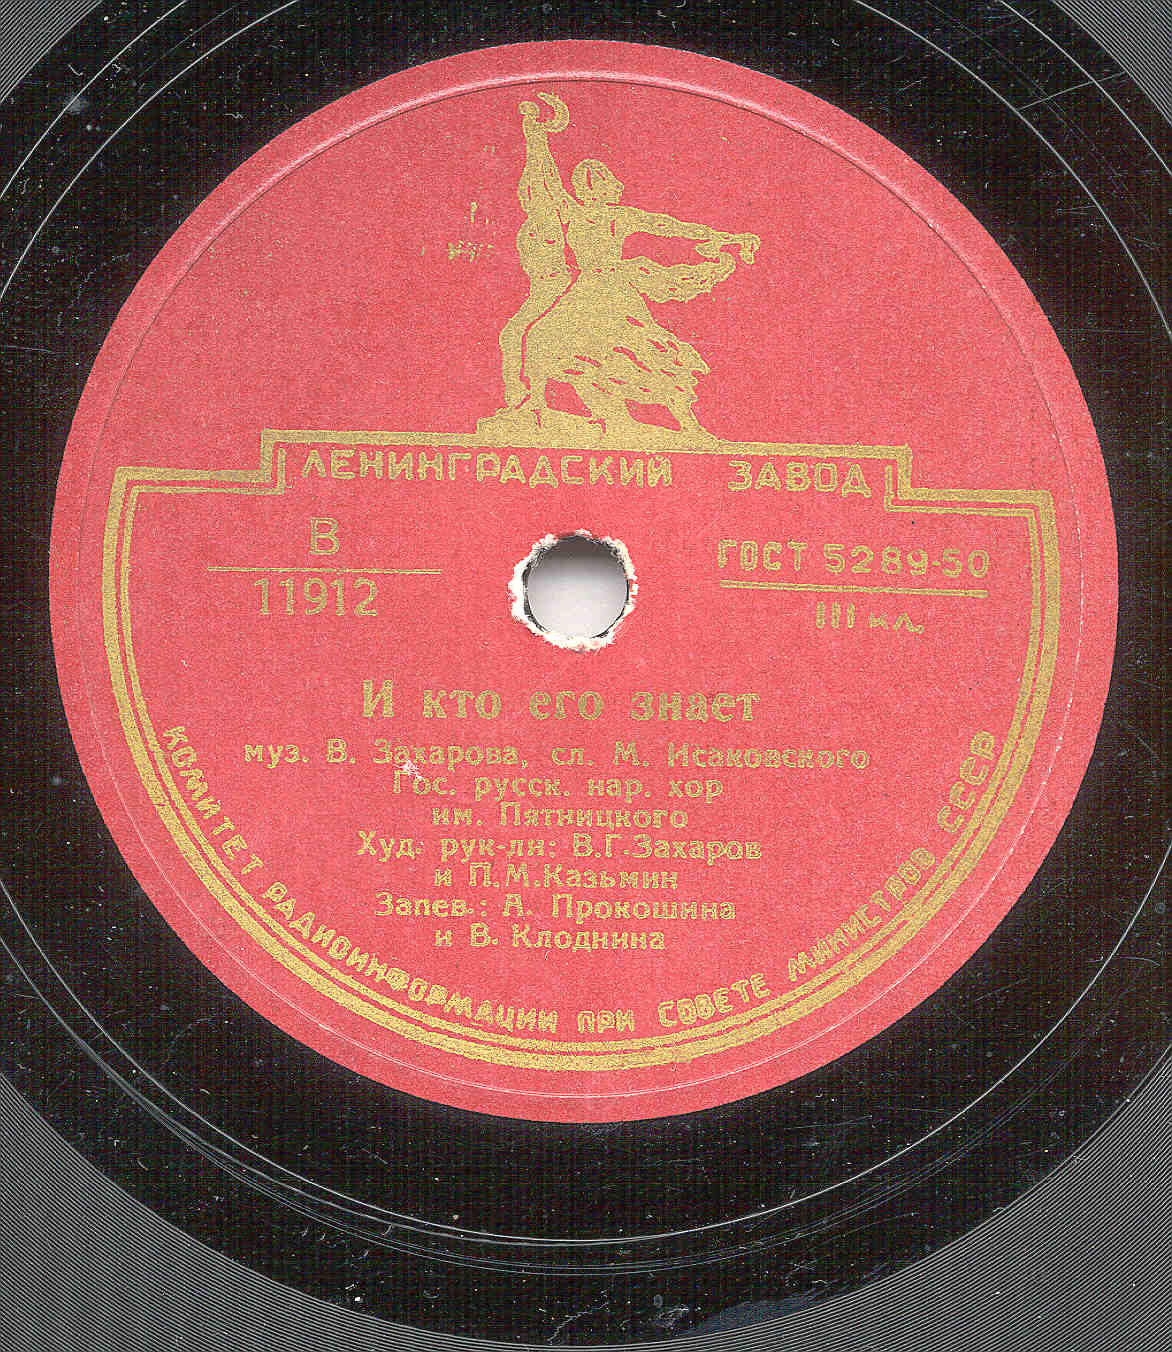 ЛЕНИНГРАДСКИЙ ЗАВОД
В
11912
ГОСТ 5289-50
III кл.
И кто его знает
муз. В. Захарова, сл. М. Исаковского
Гос. русск. нар. хор
им. Пятницкого
Худ. рук-ли: В.Г.Захаров
и П.М.Казьмин
Запев.: А. Прокошина
и В. Клоднина
КОМИТЕТ РАДИОИНФОРМАЦИИ ПРИ СОВЕТЕ МИНИСТРОВ СССР